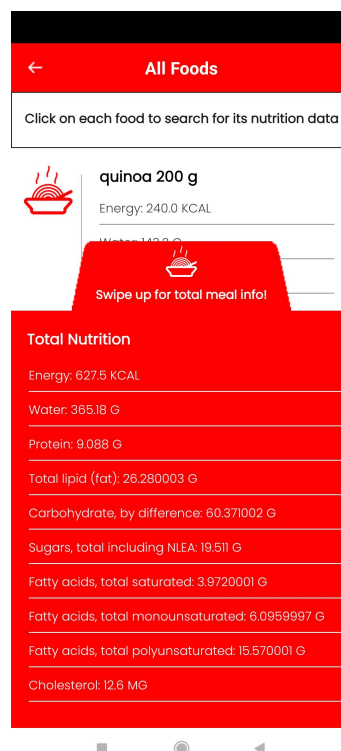 All Foods
Click on each food to search for its nutrition data
quinoa 200 g
Energy: 240.0 KCAL
Swipe up for total meal info!
Total Nutrition
Energy: 627.5 KCAL
Water: 365.18 G
Protein: 9.088 G
Total lipid (fat): 26.280003 G
Carbohydrate, by difference: 60.371002 G
Sugars, total including NLEA: 19.511 G
Fatty acids, total saturated: 3.9720001 G
Fatty acids, total monounsaturated: 6.0959997 G
Fatty acids, total polyunsaturated: 15.570001 G
Cholesterol: 12.6 MG